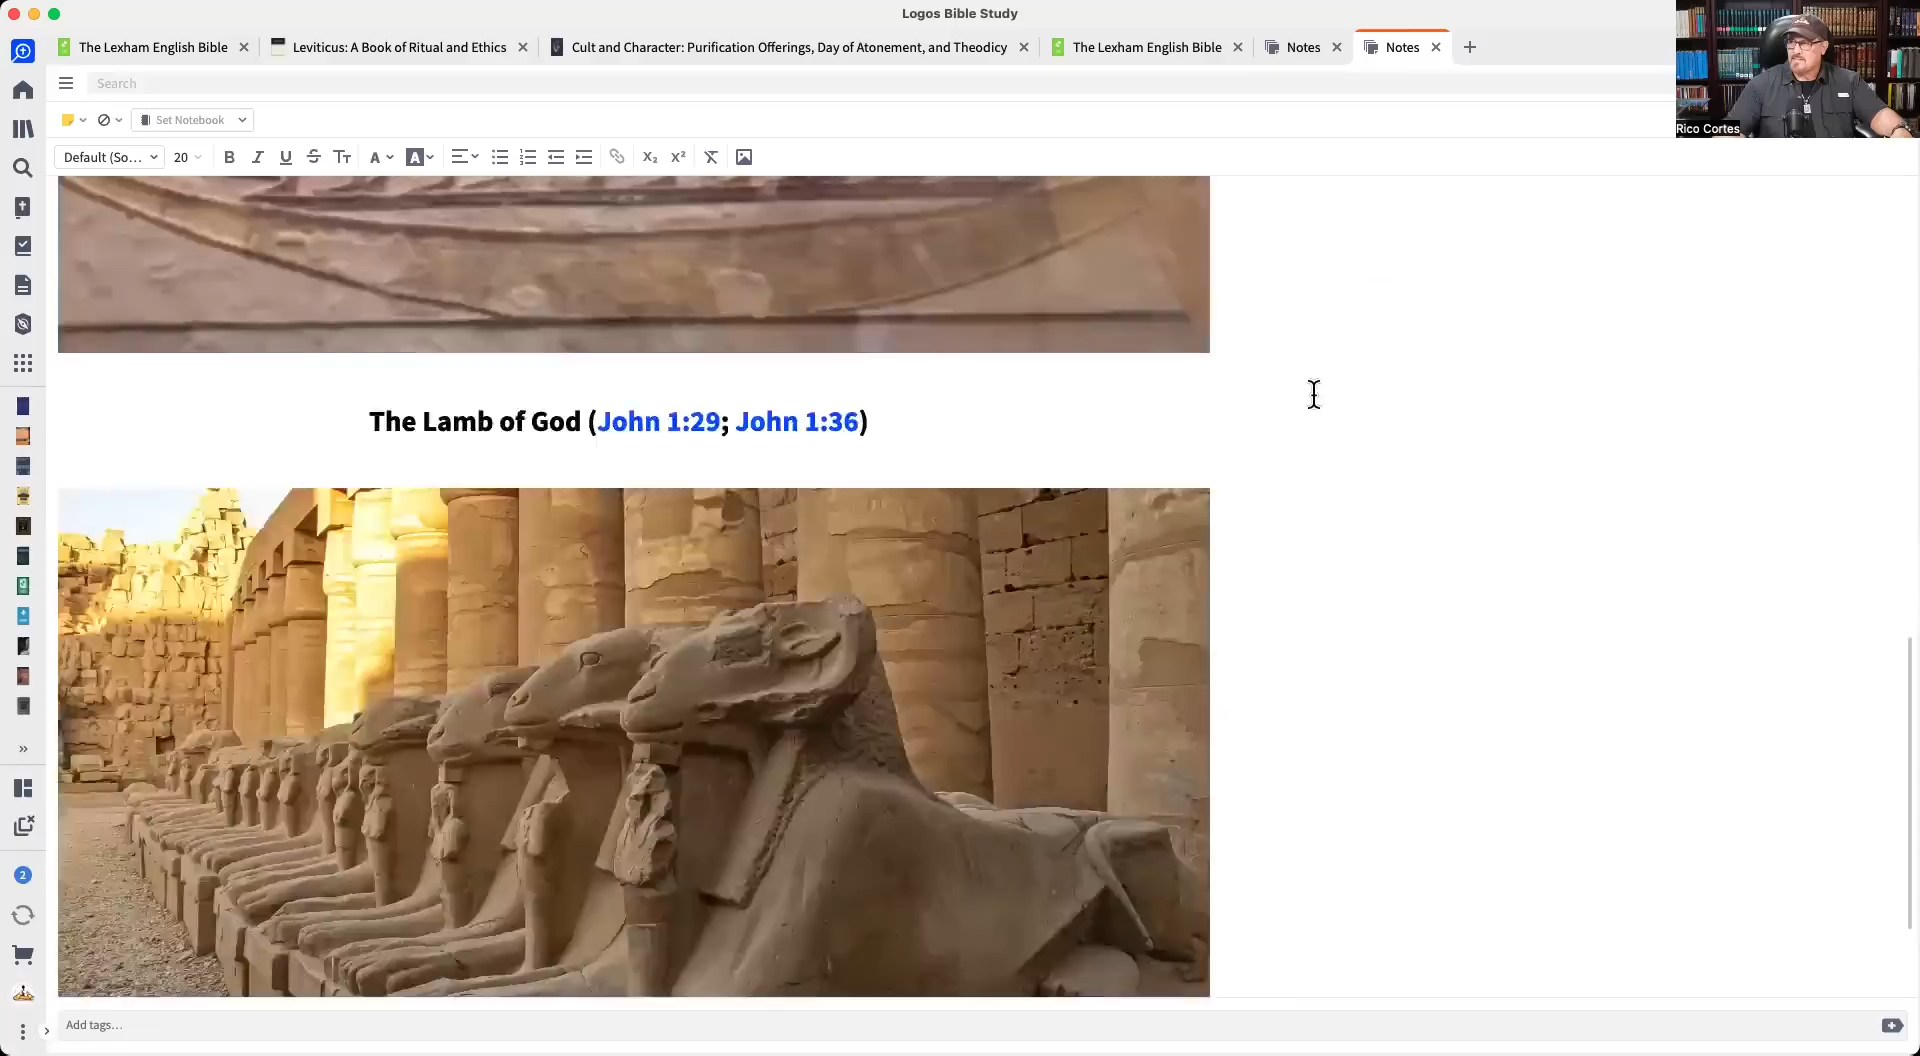 Logos Bible Study
The Lexham English Bible
Leviticus: A Book of Ritual and Ethics
Cult and Character: Purification Offerings, Day of Atonement, and Theodicy
The Lexham English Bible
Notes
Notes
Search
Set Notebook
Rico Cortes
Default (So...
20
The Lamb of God (John 1:29; John 1:36)
2
Add tags...